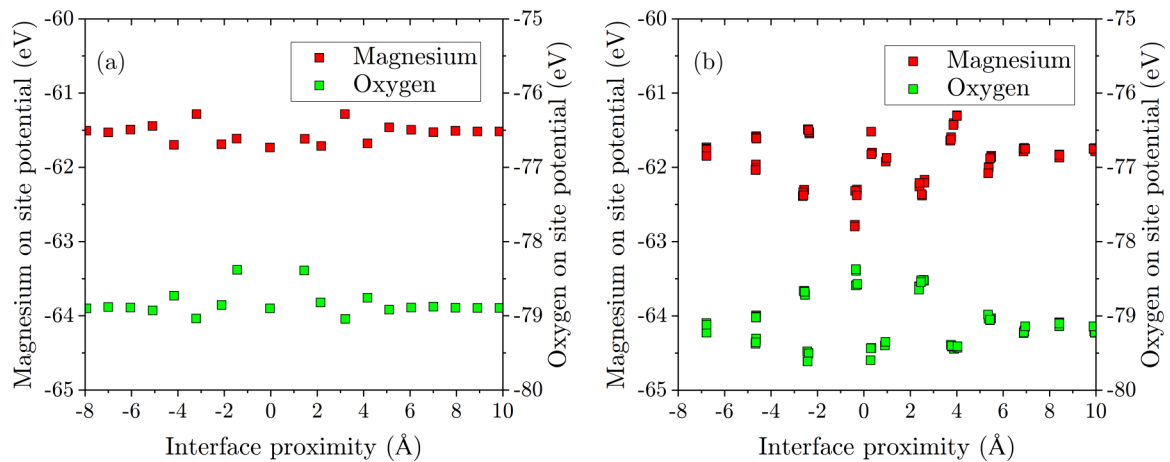 (a)
Magnesium
Oxygen
Magnesium on site potential (eV)
-60
-61
-62
-63
-64
-65
-75
-76
-77
-78
-79
-80
Oxygen on site potential (eV)
-8 -6 -4 -2 0 2 4 6 8 10
Interface proximity (Å)
(b)
Magnesium
Oxygen
Magnesium on site potential (eV)
-60
-61
-62
-63
-64
-65
-75
-76
-77
-78
-79
-80
Oxygen on site potential (eV)
-8 -6 -4 -2 0 2 4 6 8 10
Interface proximity (Å)